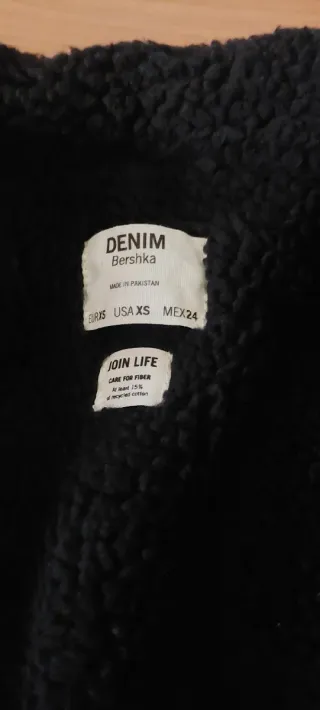 DENIM
Bershka
MADE IN PAKISTAN
EUR XS USA XS MEX 24
JOIN LIFE
CARE FOR FIBER
At least 15%
recycled cotton